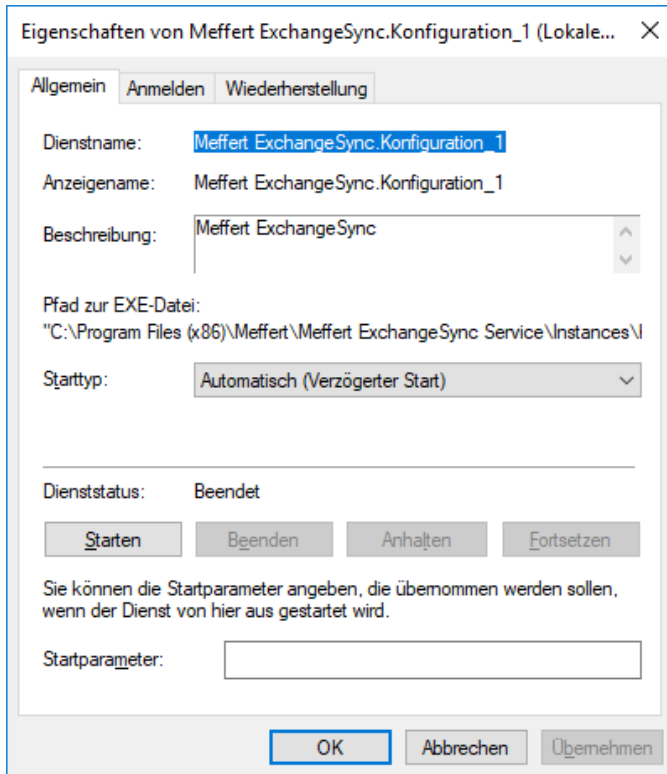 Eigenschaften von Meffert ExchangeSync.Konfiguration_1 (Lokale...
Allgemein Anmelden Wiederherstellung
Dienstname: Meffert ExchangeSync.Konfiguration_1
Anzeigename: Meffert ExchangeSync.Konfiguration_1
Beschreibung: Meffert ExchangeSync
Pfad zur EXE-Datei:
"C:\Program Files (x86)\Meffert\Meffert ExchangeSync Service\Instances\
Starttyp: Automatisch (Verzögerter Start)
Dienststatus: Beendet
Starten Beenden Anhalten Fortsetzen
Sie können die Startparameter angeben, die übernommen werden sollen,
wenn der Dienst von hier aus gestartet wird.
Startparameter:
OK Abbrechen Übernehmen